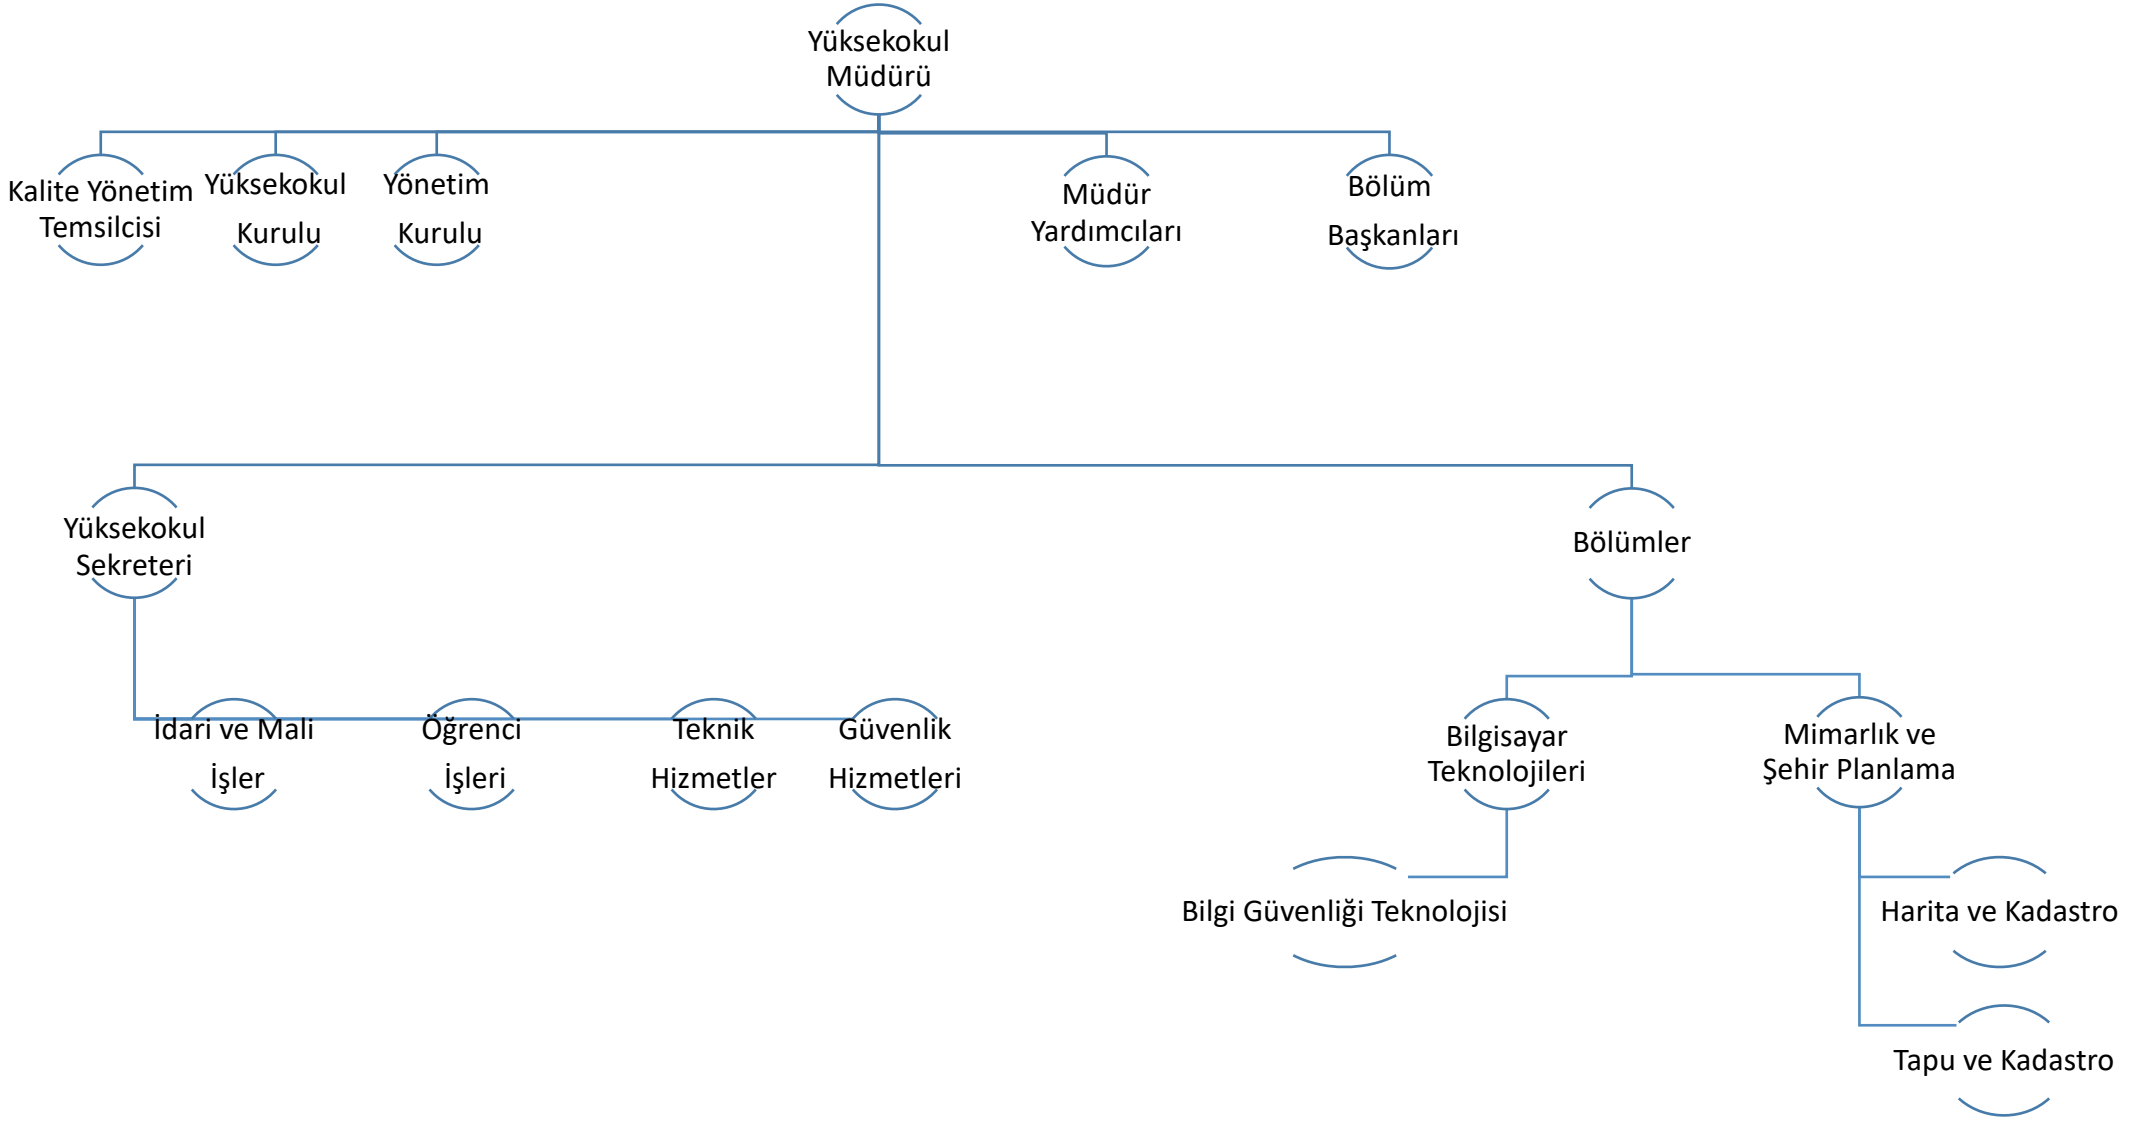 Yüksekokul
Müdürü
Kalite Yönetim
Temsilcisi
Yüksekokul
Kurulu
Yönetim
Kurulu
Müdür
Yardımcıları
Bölüm
Başkanları
Yüksekokul
Sekreteri
Bölümler
İdari ve Mali
İşler
Öğrenci
İşleri
Teknik
Hizmetler
Güvenlik
Hizmetleri
Bilgisayar
Teknolojileri
Mimarlık ve
Şehir Planlama
Bilgi Güvenliği Teknolojisi
Harita ve Kadastro
Tapu ve Kadastro